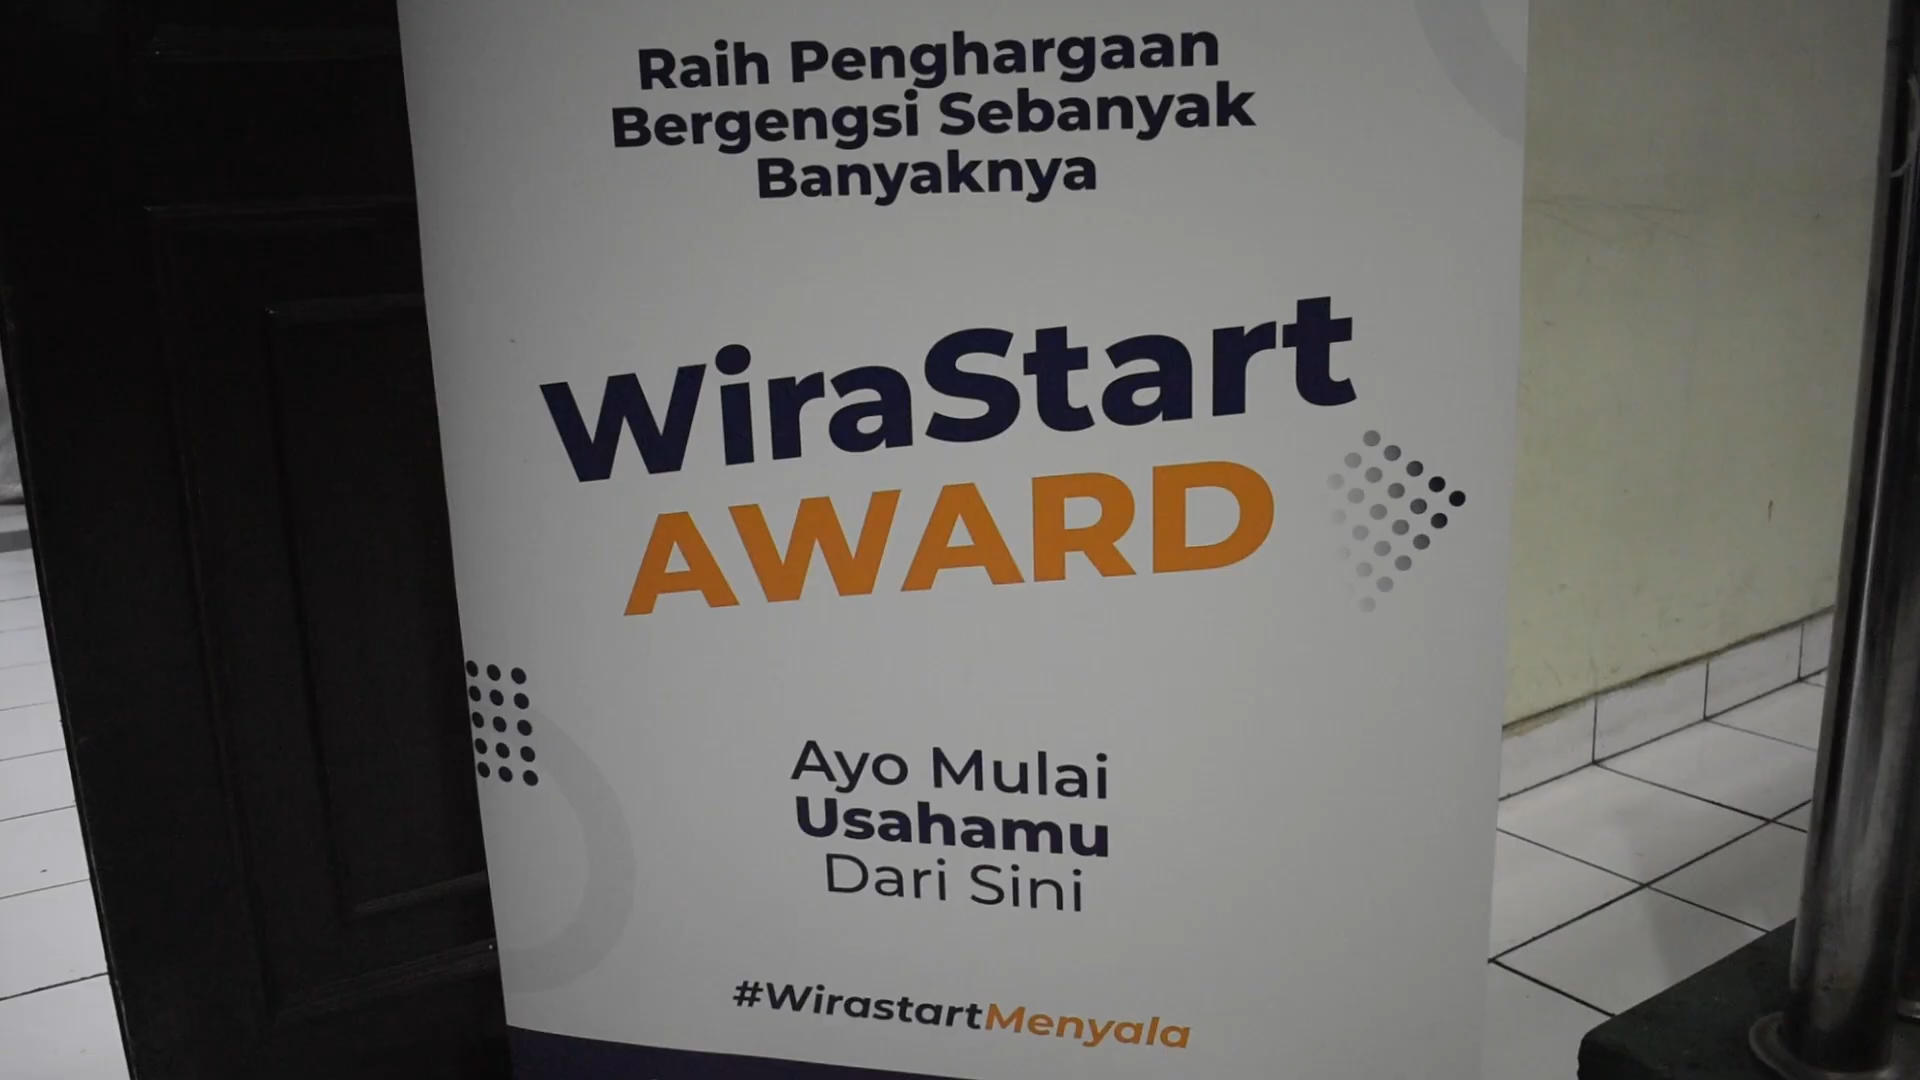 Raih Penghargaan
Bergengsi Sebanyak
Banyaknya
WiraStart
AWARD
Ayo Mulai
Usahamu
Dari Sini
#WirastartMenyala